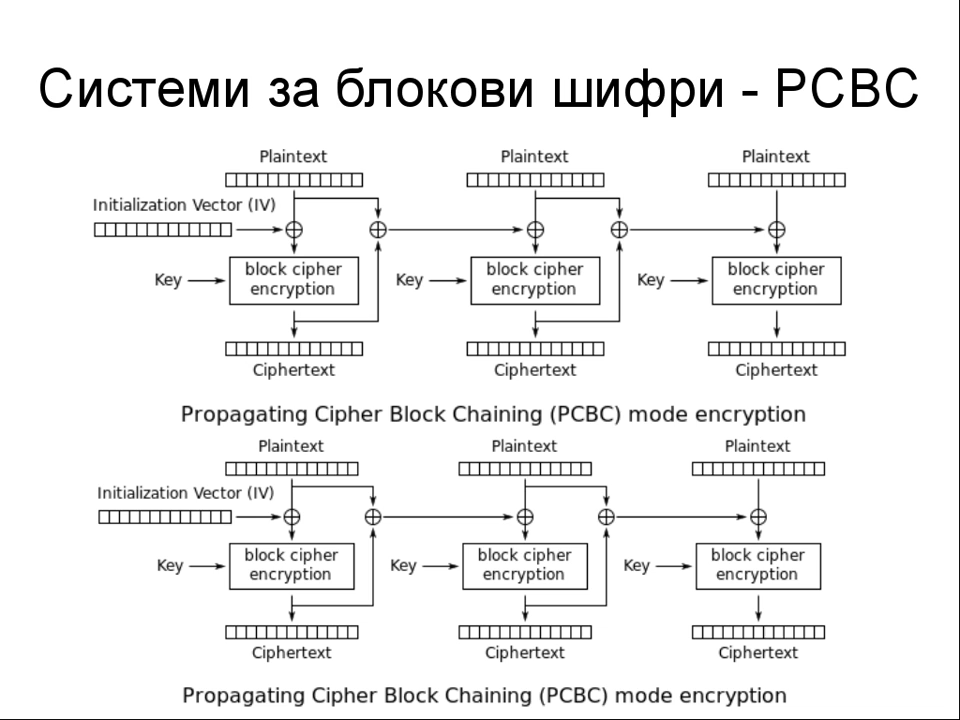 Системи за блокови шифри - PCBC
Plaintext Plaintext Plaintext
Initialization Vector (IV)
Key block cipher encryption Key block cipher encryption Key block cipher encryption
Ciphertext Ciphertext Ciphertext
Propagating Cipher Block Chaining (PCBC) mode encryption
Plaintext Plaintext Plaintext
Initialization Vector (IV)
Key block cipher encryption Key block cipher encryption Key block cipher encryption
Ciphertext Ciphertext Ciphertext
Propagating Cipher Block Chaining (PCBC) mode encryption